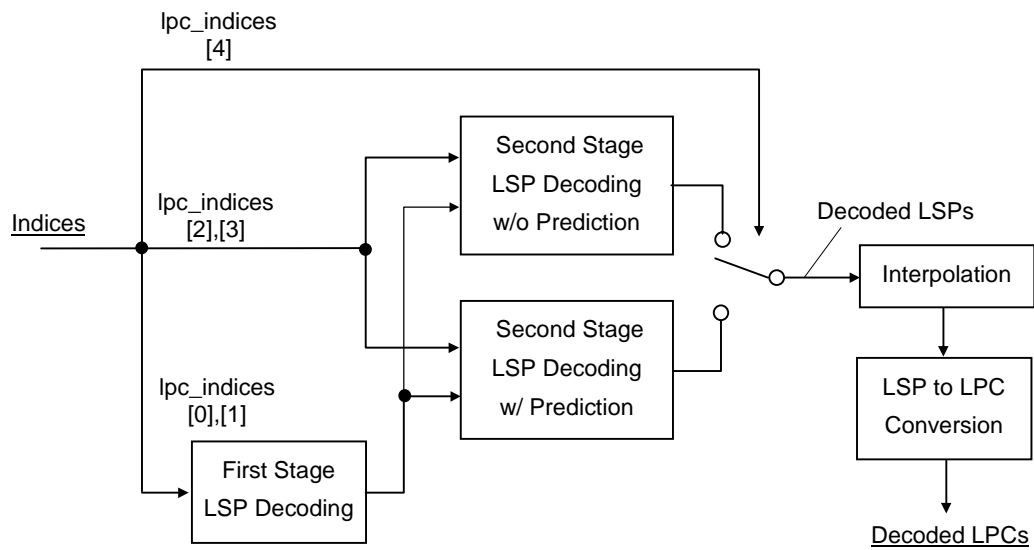 lpc_indices
[4]
Second Stage
LSP Decoding
w/o Prediction
Indices
lpc_indices
[2],[3]
Decoded LSPs
Interpolation
Second Stage
LSP Decoding
w/ Prediction
LSP to LPC
Conversion
lpc_indices
[0],[1]
First Stage
LSP Decoding
Decoded LPCs